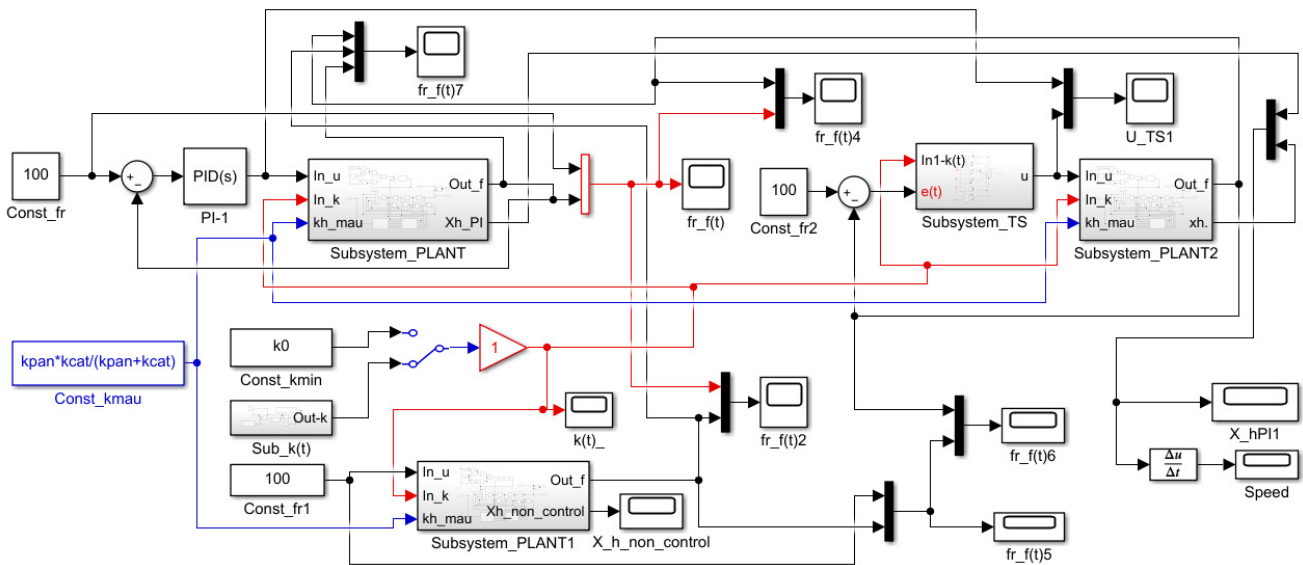 fr_f(t)7
fr_f(t)4
U_TS1
100
Const_fr
+
−
PID(s)
PI-1
In_u
In_k
kh_mau
Out_f
Xh_PI
Subsystem_PLANT
fr_f(t)
100
Const_fr2
+
−
In1-k(t)
e(t)
u
Subsystem_TS
In_u
In_k
kh_mau
Out_f
xh.
Subsystem_PLANT2
kpan*kcat/(kpan+kcat)
Const_kmau
k0
Const_kmin
1
Out-k
Sub_k(t)
k(t)_
fr_f(t)2
fr_f(t)6
X_hPI1
Δu
Δt
Speed
100
Const_fr1
In_u
In_k
kh_mau
Out_f
Xh_non_control
Subsystem_PLANT1
X_h_non_control
fr_f(t)5